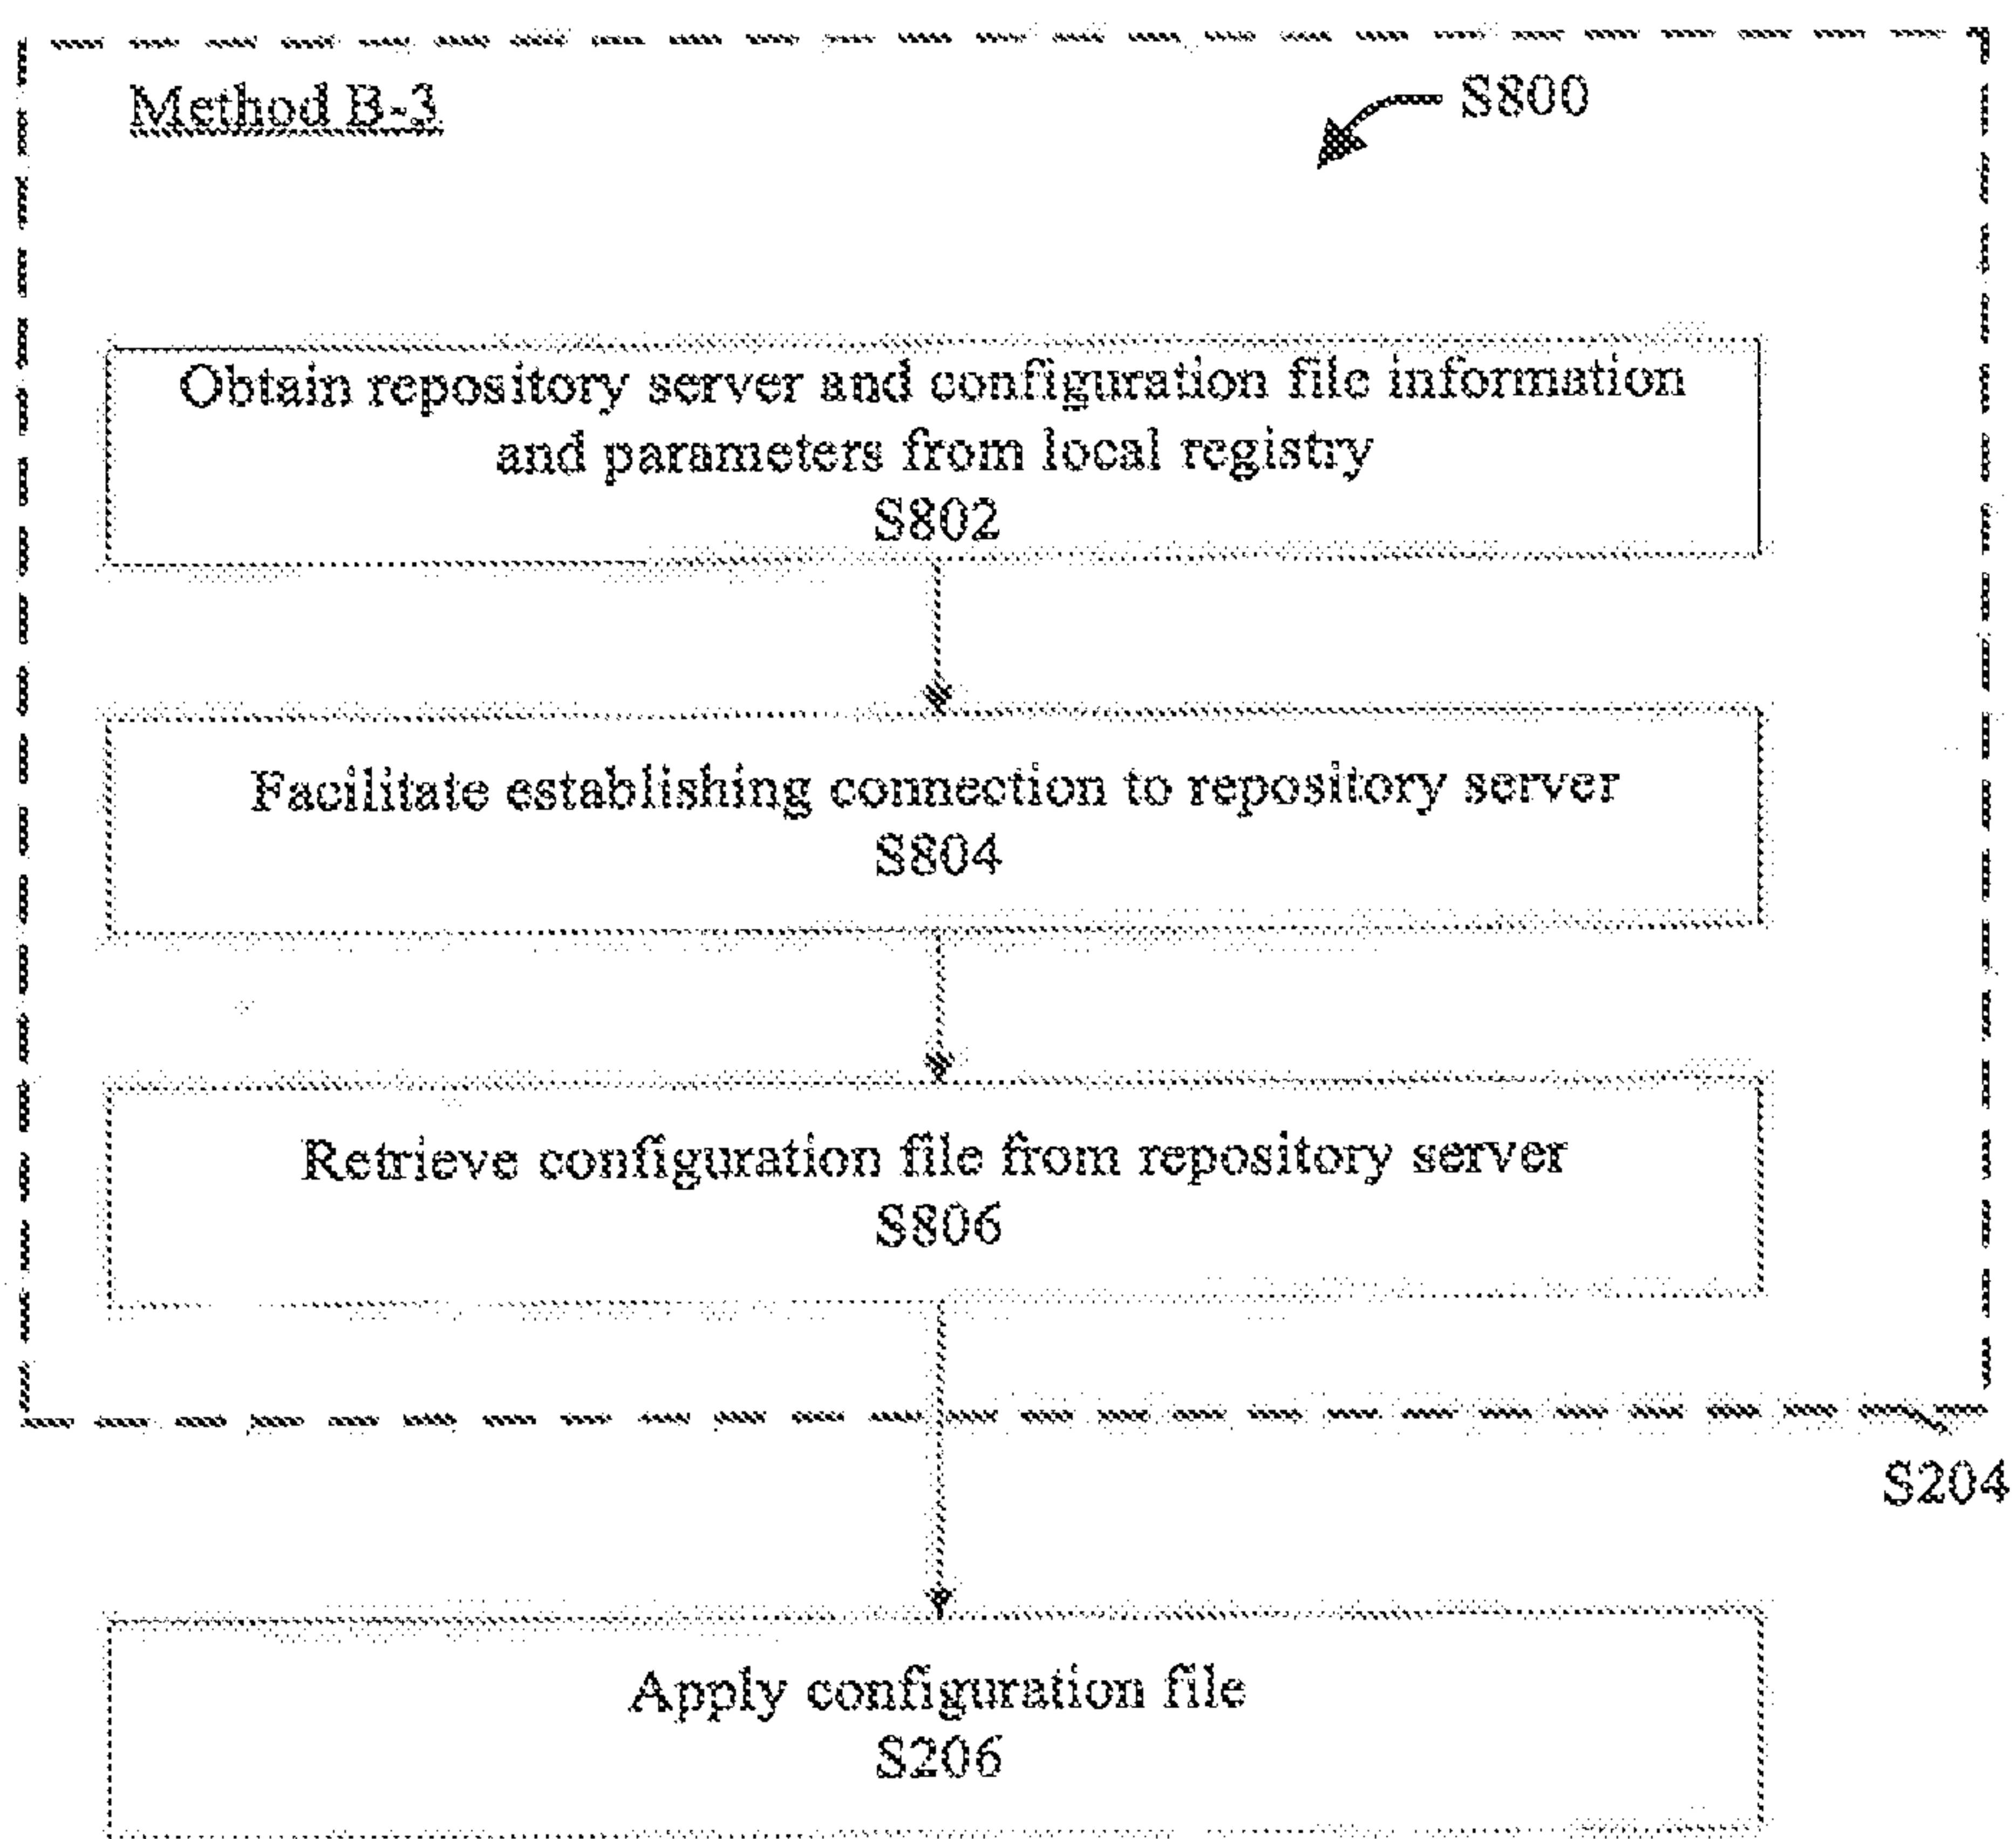 Method B-3
S800
Obtain repository server and configuration file information
and parameters from local registry
S802
Facilitate establishing connection to repository server
S804
Retrieve configuration file from repository server
S806
S204
Apply configuration file
S206